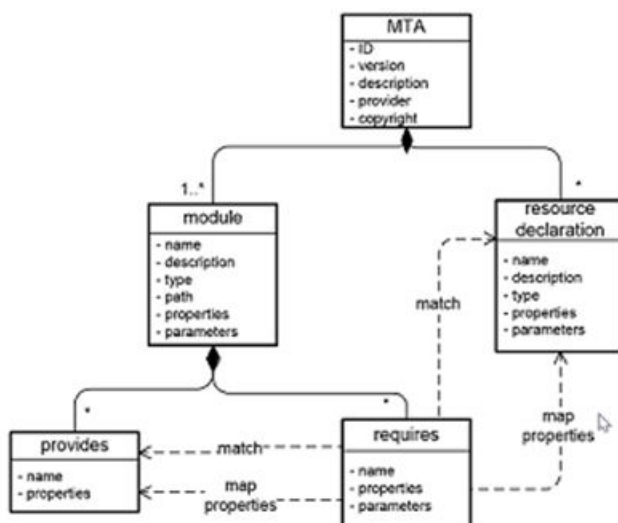 MTA
- ID
- version
- description
- provider
- copyright
1..*
*
module
- name
- description
- type
- path
- properties
- parameters
resource
declaration
- name
- description
- type
- properties
- parameters
match
*
*
provides
- name
- properties
requires
- name
- properties
- parameters
match
map
properties
map
properties